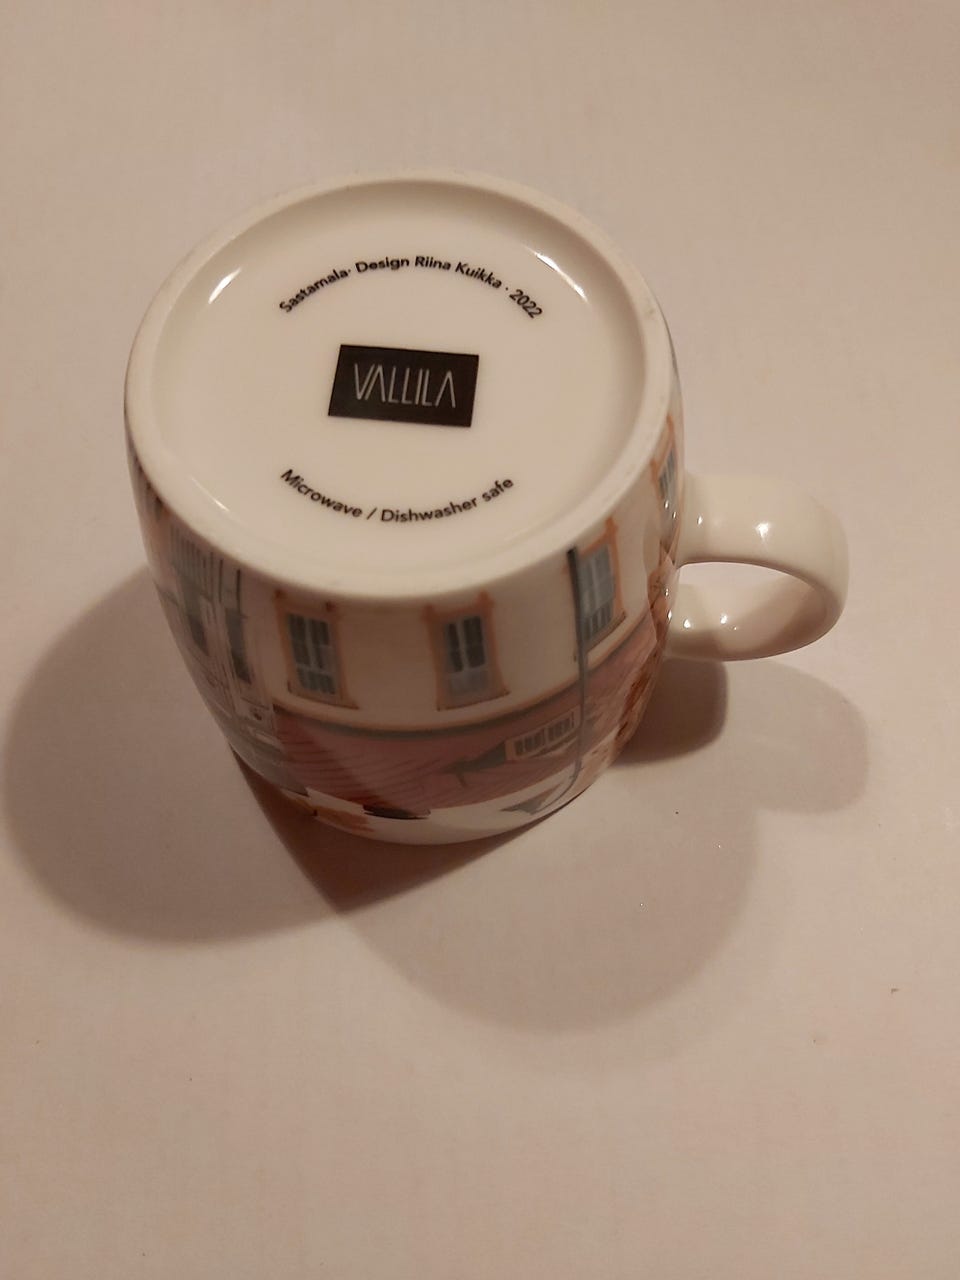 Sastamala· Design Riina Kuikka · 2022
VALLILA
Microwave / Dishwasher safe